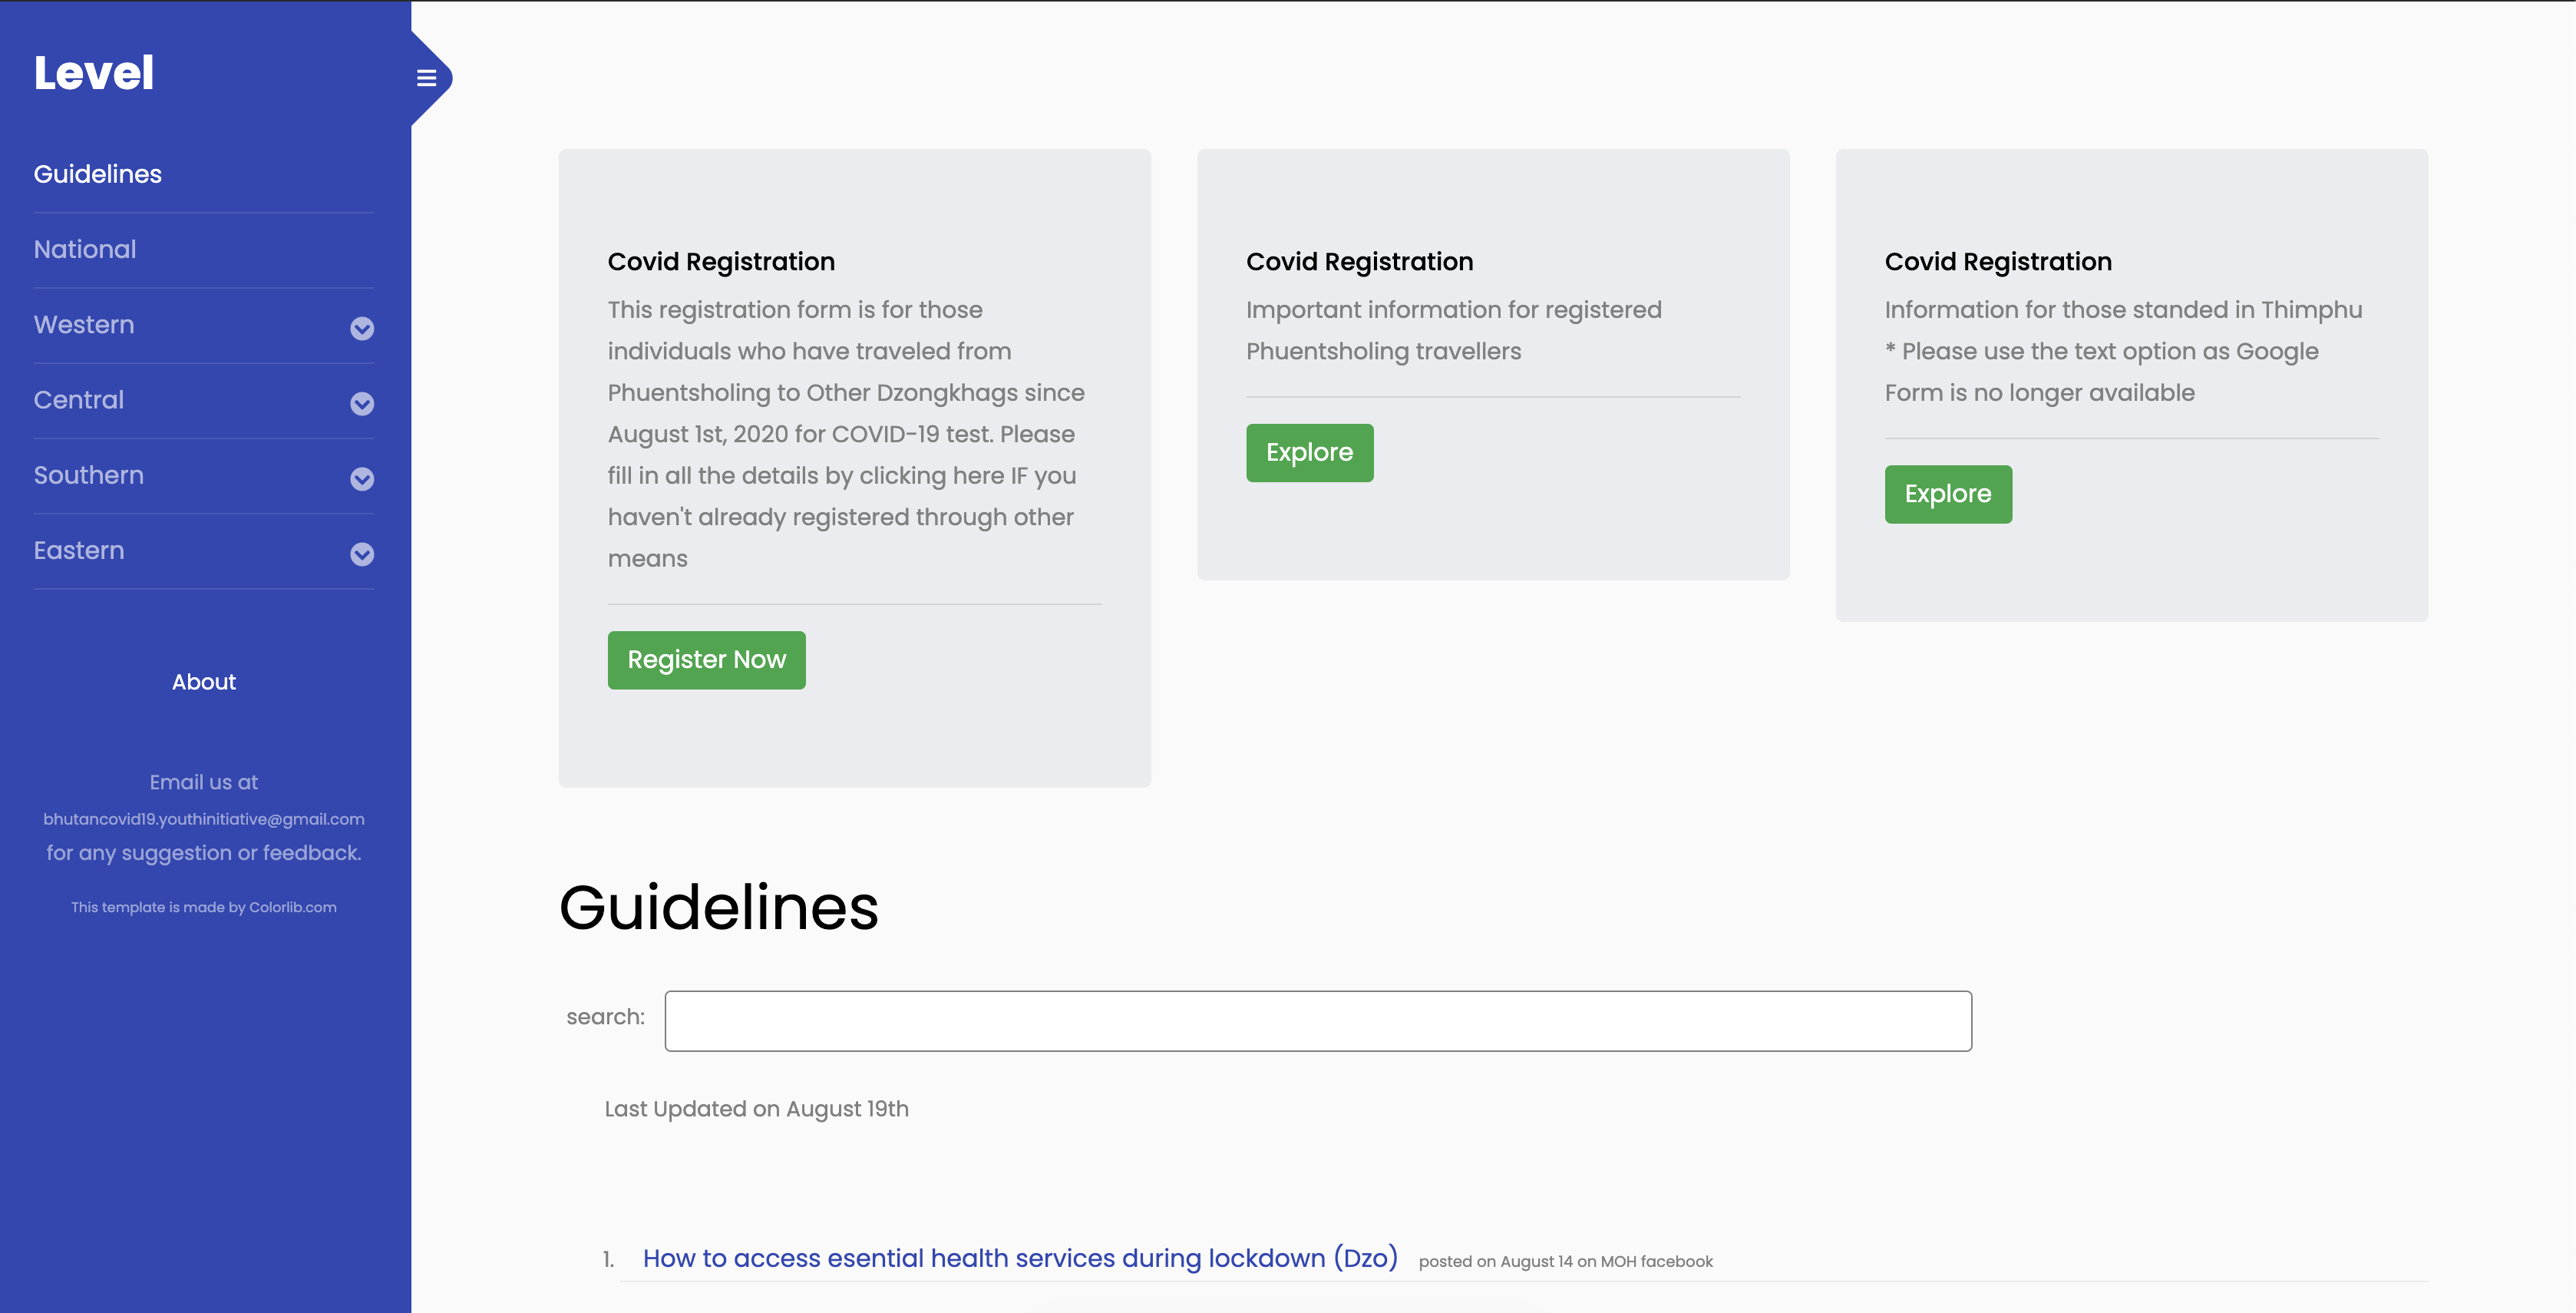 Level
Guidelines
National
Western
Central
Southern
Eastern
About
Email us at
bhutancovid19.youthinitiative@gmail.com
for any suggestion or feedback.
This template is made by Colorlib.com
Covid Registration
This registration form is for those
individuals who have traveled from
Phuentsholing to Other Dzongkhags since
August 1st, 2020 for COVID-19 test. Please
fill in all the details by clicking here IF you
haven't already registered through other
means
Register Now
Covid Registration
Important information for registered
Phuentsholing travellers
Explore
Covid Registration
Information for those standed in Thimphu
* Please use the text option as Google
Form is no longer available
Explore
Guidelines
search:
Last Updated on August 19th
1. How to access esential health services during lockdown (Dzo) posted on August 14 on MOH facebook